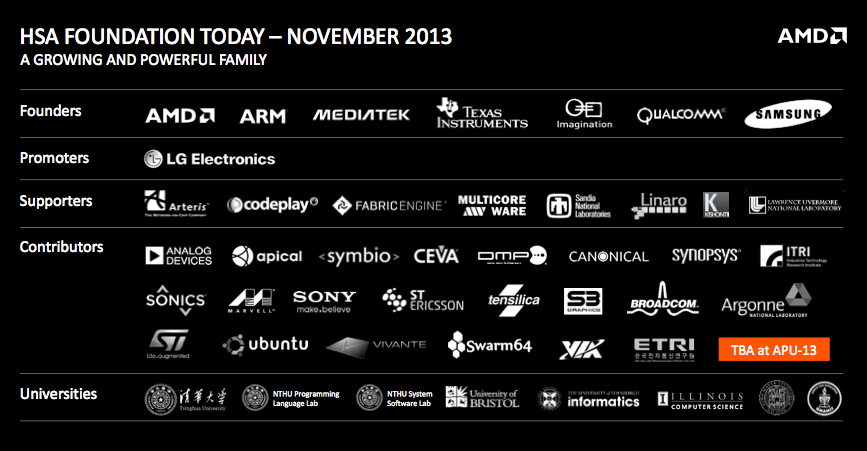 HSA FOUNDATION TODAY – NOVEMBER 2013
AMD
A GROWING AND POWERFUL FAMILY
Founders
AMD
ARM
MEDIATEK
TEXAS
INSTRUMENTS
Imagination
QUALCOMM
SAMSUNG
Promoters
LG Electronics
Supporters
Arteris
THE NETWORK-ON-CHIP COMPANY
codeplay
FABRICENGINE
MULTICORE
WARE
Sandia
National
Laboratories
Linaro
KISHONTI
LAWRENCE LIVERMORE
NATIONAL LABORATORY
Contributors
ANALOG
DEVICES
apical
<symbio>
CEVA
DMP
CANONICAL
SYNOPSYS
ITRI
Industrial Technology
Research Institute
SONICS
MARVELL
SONY
make.believe
ST
ERICSSON
tensilica
S3
GRAPHICS
BROADCOM
Argonne
NATIONAL LABORATORY
ST
life.augmented
ubuntu
VIVANTE
Swarm64
VIA
ETRI
한국전자통신연구원
TBA at APU-13
Universities
清华大学
Tsinghua University
NTHU Programming
Language Lab
NTHU System
Software Lab
University of
BRISTOL
THE UNIVERSITY OF EDINBURGH
informatics
I ILLINOIS
COMPUTER SCIENCE